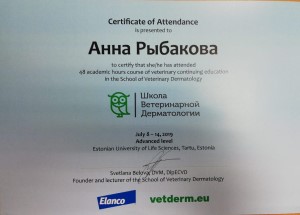 Certificate of Attendance
is presented to
Анна Рыбакова
to certify that she/he has attended
48 academic hours course of veterinary continuing education
in the School of Veterinary Dermatology
Школа
Ветеринарной
Дерматологии
July 8 – 14, 2019
Advanced level
Estonian University of Life Sciences, Tartu, Estonia
Svetlana Belova, DVM, DipECVD
Founder and lecturer of the School of Veterinary Dermatology
Elanco
vetderm.eu